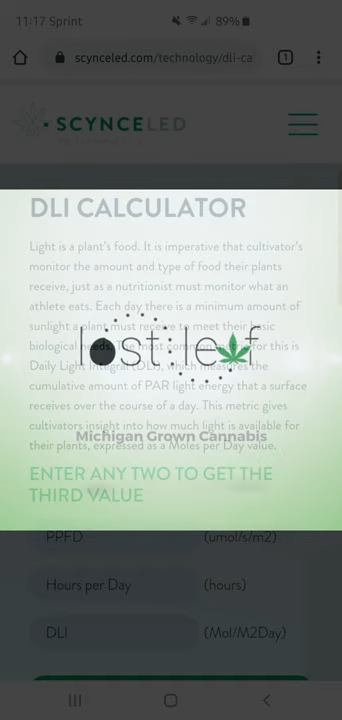 11:17 Sprint 89%
scynceled.com/technology/dli-ca 1
SCYNCELED
DLI CALCULATOR
Light is a plant's food. It is imperative that cultivator's
monitor the amount and type of food their plants
receive, just as a nutritionist must monitor what an
athlete eats. Each day there is a minimum amount of
sunlight a plant must receive to meet their basic
biological needs. The most common metric for this is
lost:leaf
Daily Light Integral (DLI), which measures the
cumulative amount of PAR light energy that a surface
receives over the course of a day. This metric gives
cultivators insight into how much light is available for
Michigan Grown Cannabis
their plants, expressed as a Moles per Day value.
ENTER ANY TWO TO GET THE
THIRD VALUE
PPFD (umol/s/m2)
Hours per Day (hours)
DLI (Mol/M2Day)